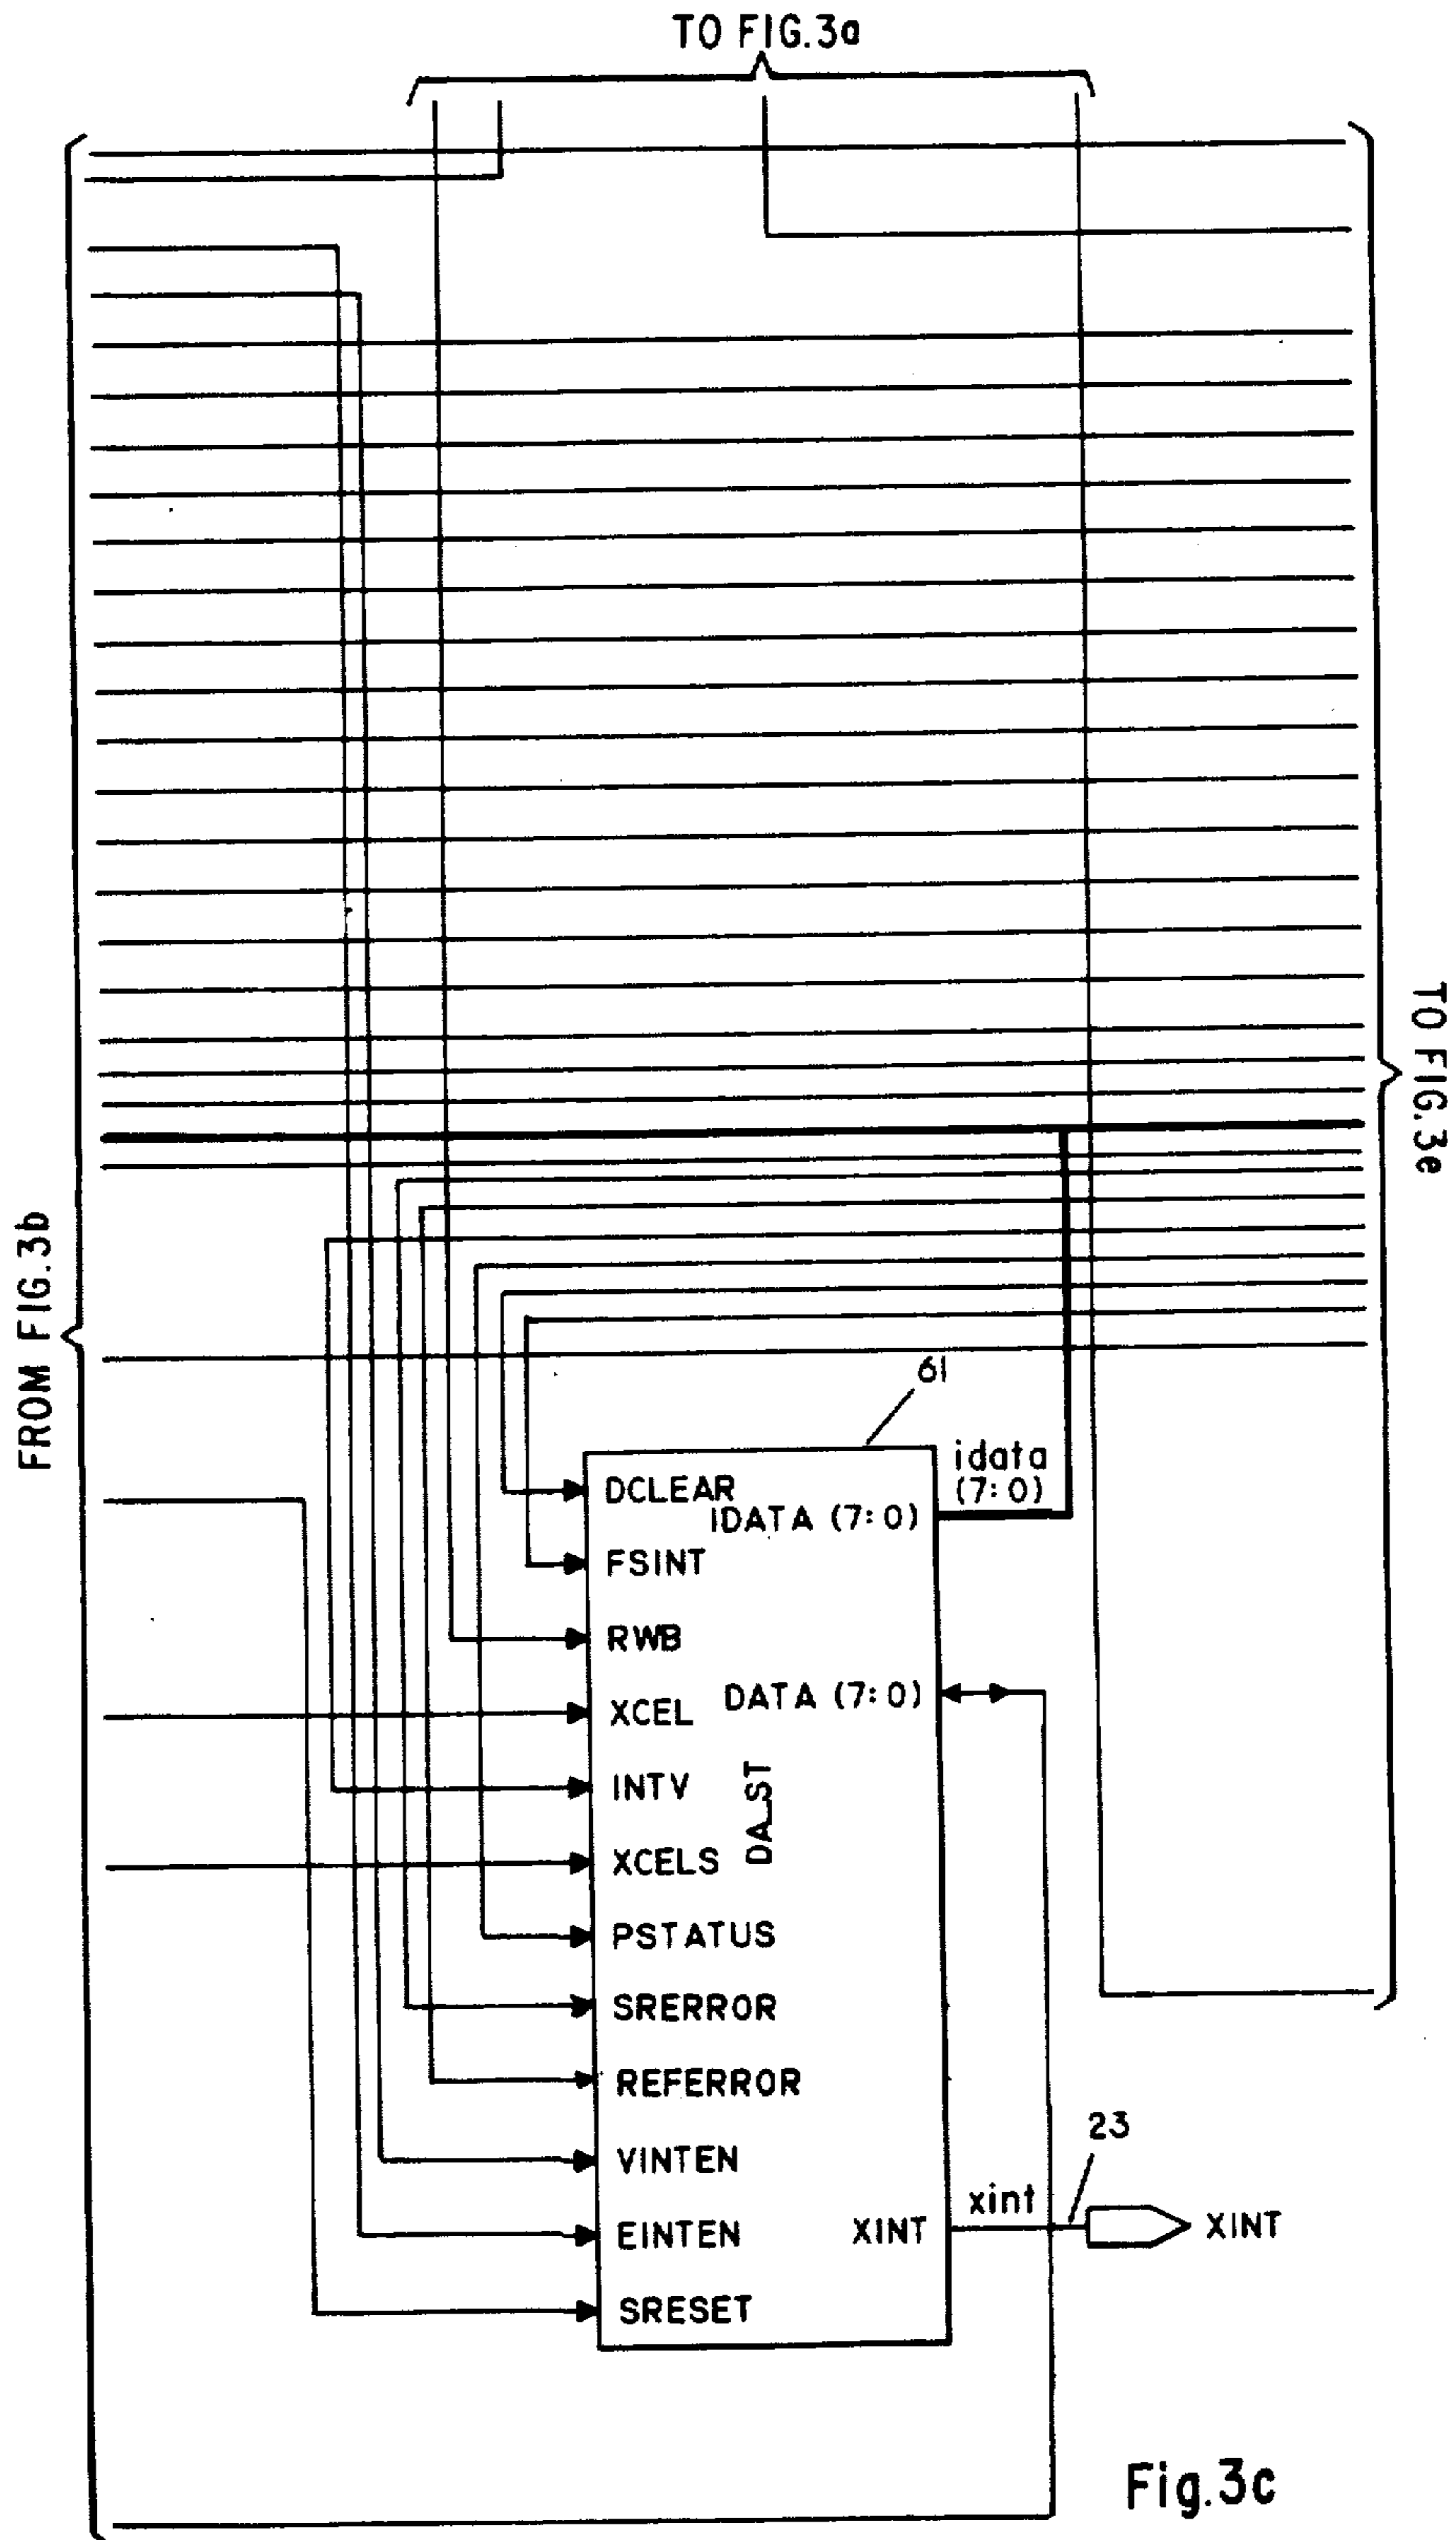 TO FIG.3a
TO FIG.3e
FROM FIG.3b
61
idata
(7:0)
DCLEAR
IDATA (7:0)
FSINT
RWB
DATA (7:0)
XCEL
INTV
DA_ST
XCELS
PSTATUS
SRERROR
REFERROR
VINTEN
23
EINTEN
xint
XINT
XINT
SRESET
Fig.3c